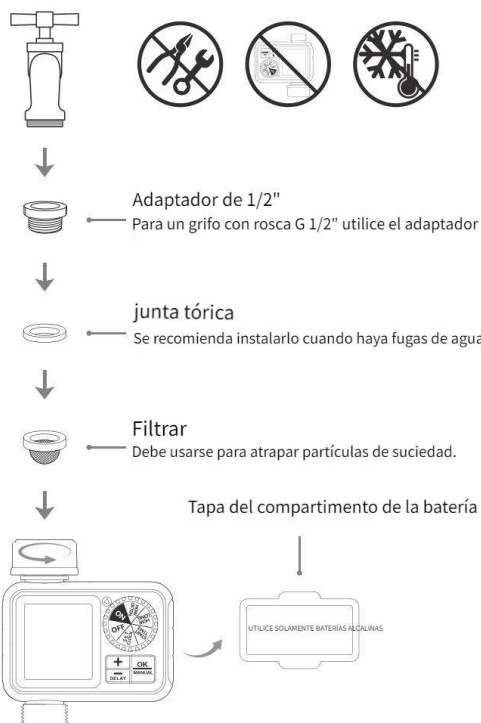 Adaptador de 1/2"
Para un grifo con rosca G 1/2" utilice el adaptador
junta tórica
Se recomienda instalarlo cuando haya fugas de agua
Filtrar
Debe usarse para atrapar partículas de suciedad.
Tapa del compartimento de la batería
UTILICE SÓLAMENTE BATERÍAS ALCALINAS
ON
OFF
+
-
DELAY
OK
MANUAL